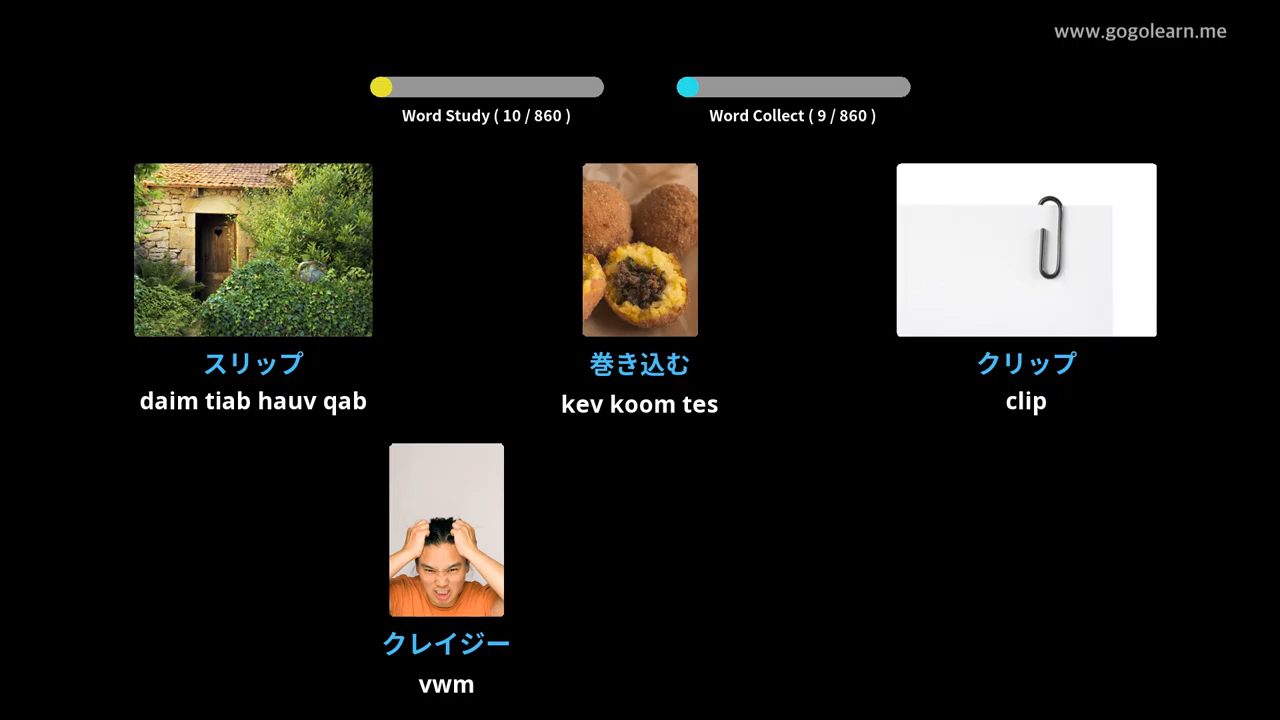 www.gogolearn.me
Word Study ( 10 / 860 )
Word Collect ( 9 / 860 )
スリップ
daim tiab hauv qab
巻き込む
kev koom tes
クリップ
clip
クレイジー
vwm